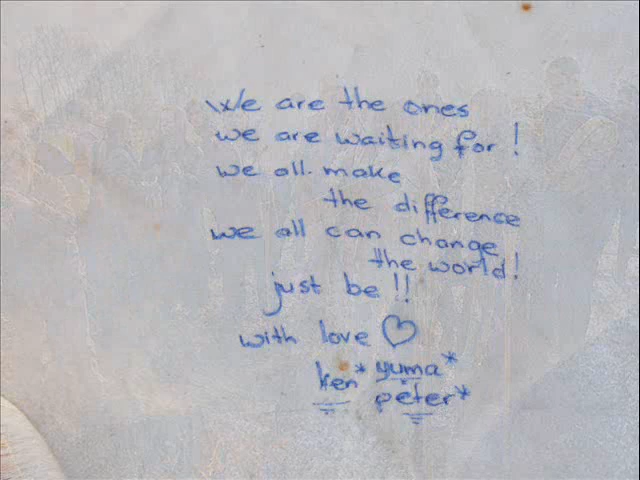 We are the ones
we are waiting for!
we all make
the difference
we all can change
the world!
just be!!
with love ♡
ken* yuma*
peter*